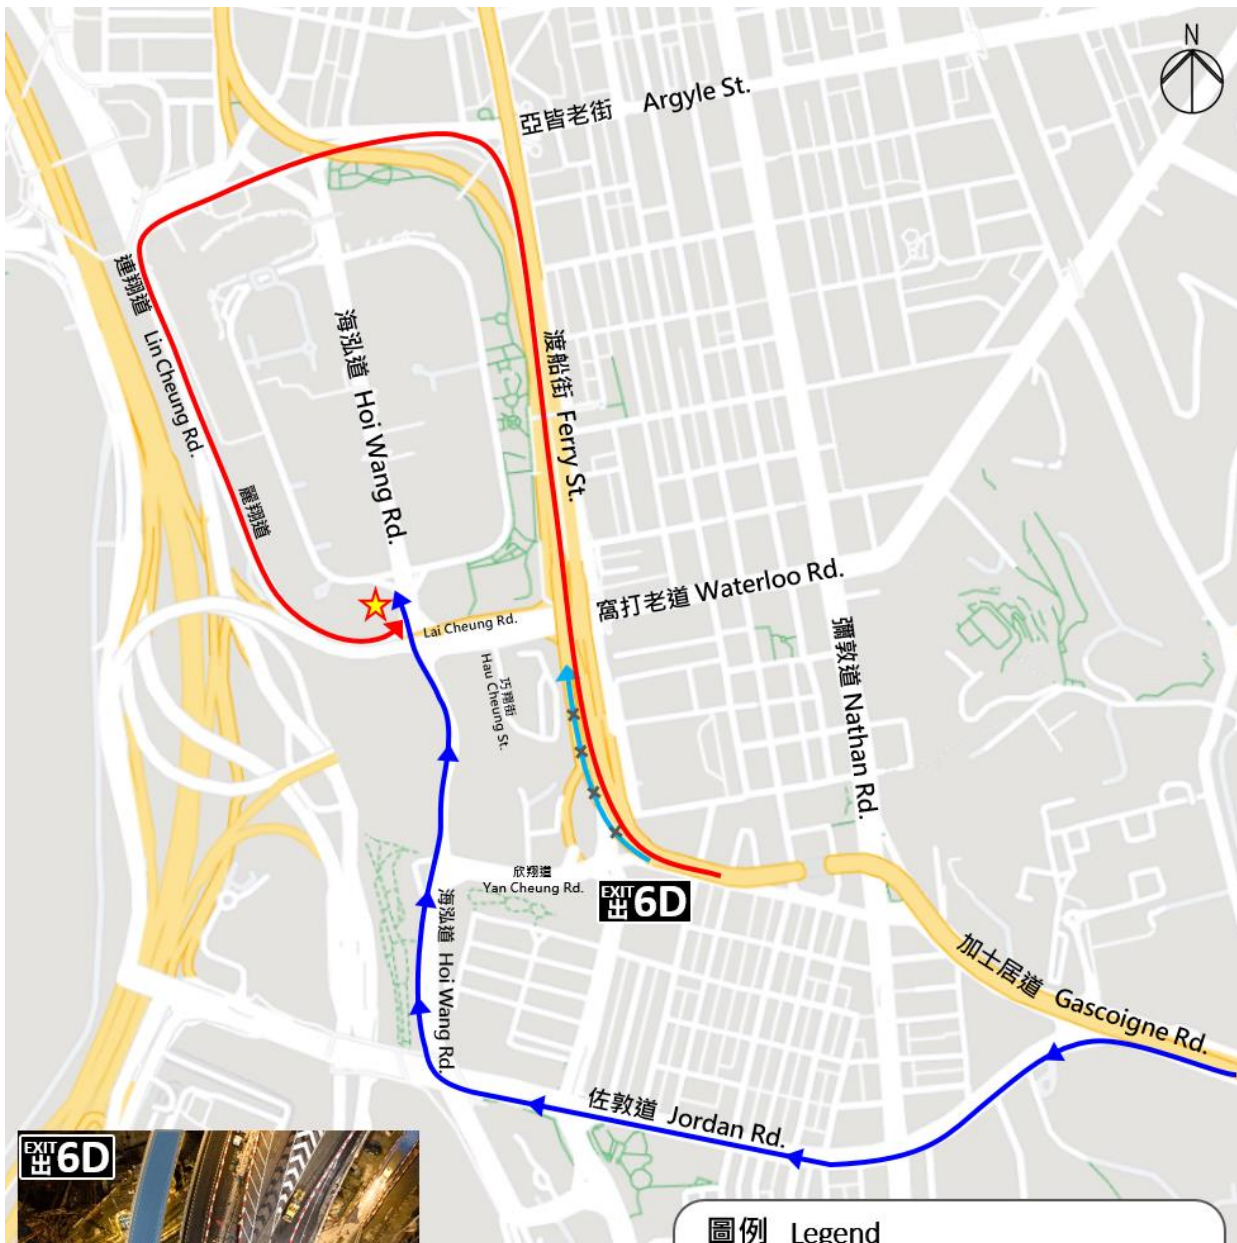 N
亞皆老街 Argyle St.
連翔道 Lin Cheung Rd.
海泓道 Hoi Wang Rd.
渡船街 Ferry St.
麗翔道
Lai Cheung Rd.
窩打老道 Waterloo Rd.
巧翔街
Hau Cheung St.
彌敦道 Nathan Rd.
欣翔道
Yan Cheung Rd.
EXIT
出 6D
海泓道 Hoi Wang Rd.
加士居道 Gascoigne Rd.
佐敦道 Jordan Rd.
EXIT
出 6D
圖例 Legend